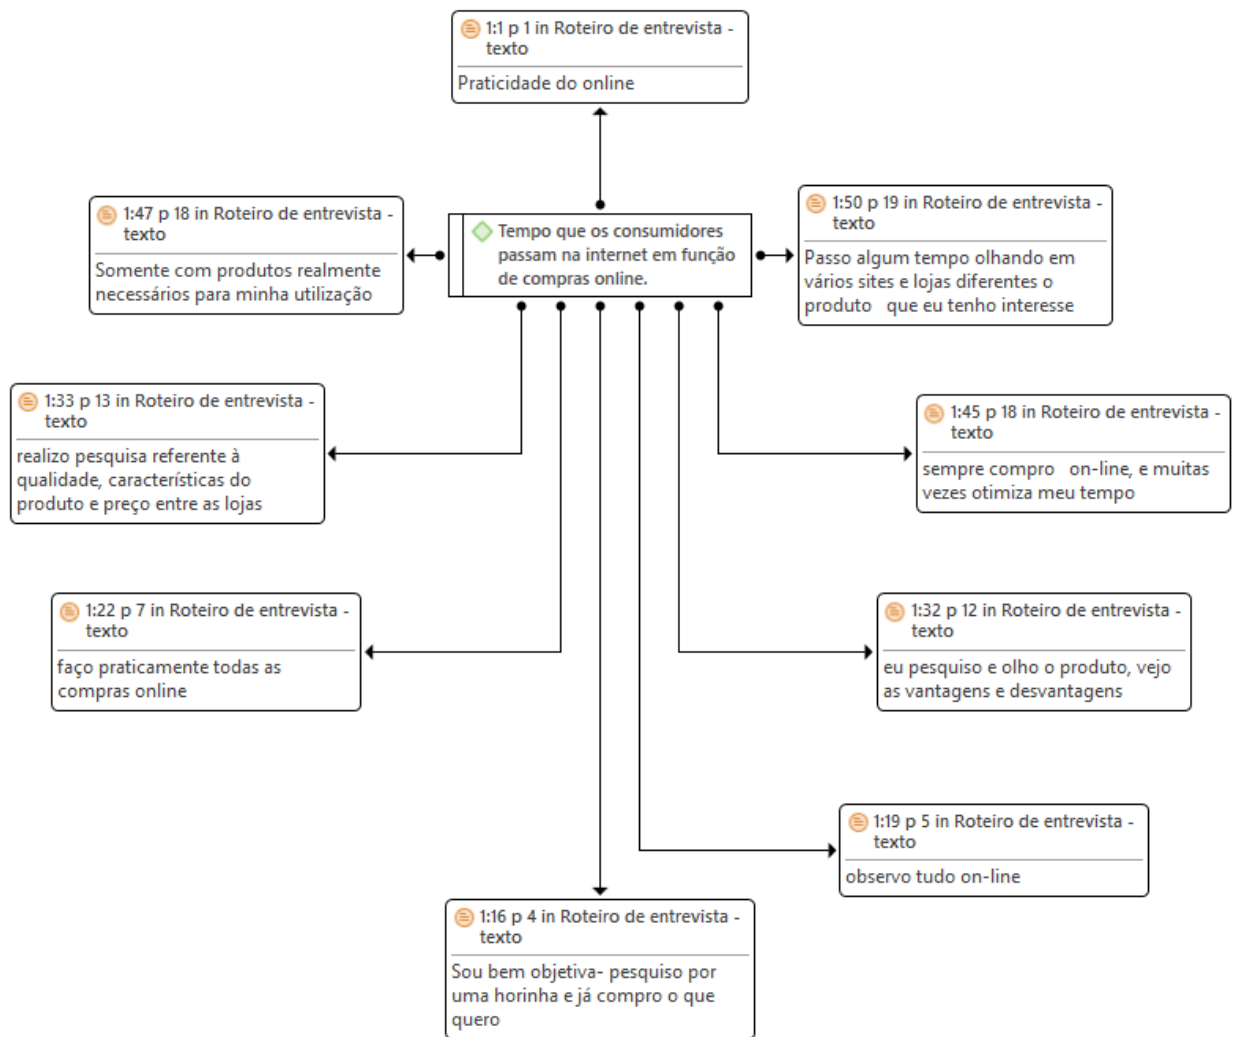 1:1 p 1 in Roteiro de entrevista -
texto
Praticidade do online
1:47 p 18 in Roteiro de entrevista -
texto
Somente com produtos realmente
necessários para minha utilização
Tempo que os consumidores
passam na internet em função
de compras online.
1:50 p 19 in Roteiro de entrevista -
texto
Passo algum tempo olhando em
vários sites e lojas diferentes o
produto   que eu tenho interesse
1:33 p 13 in Roteiro de entrevista -
texto
realizo pesquisa referente à
qualidade, características do
produto e preço entre as lojas
1:45 p 18 in Roteiro de entrevista -
texto
sempre compro   on-line, e muitas
vezes otimiza meu tempo
1:22 p 7 in Roteiro de entrevista -
texto
faço praticamente todas as
compras online
1:32 p 12 in Roteiro de entrevista -
texto
eu pesquiso e olho o produto, vejo
as vantagens e desvantagens
1:19 p 5 in Roteiro de entrevista -
texto
observo tudo on-line
1:16 p 4 in Roteiro de entrevista -
texto
Sou bem objetiva- pesquiso por
uma horinha e já compro o que
quero